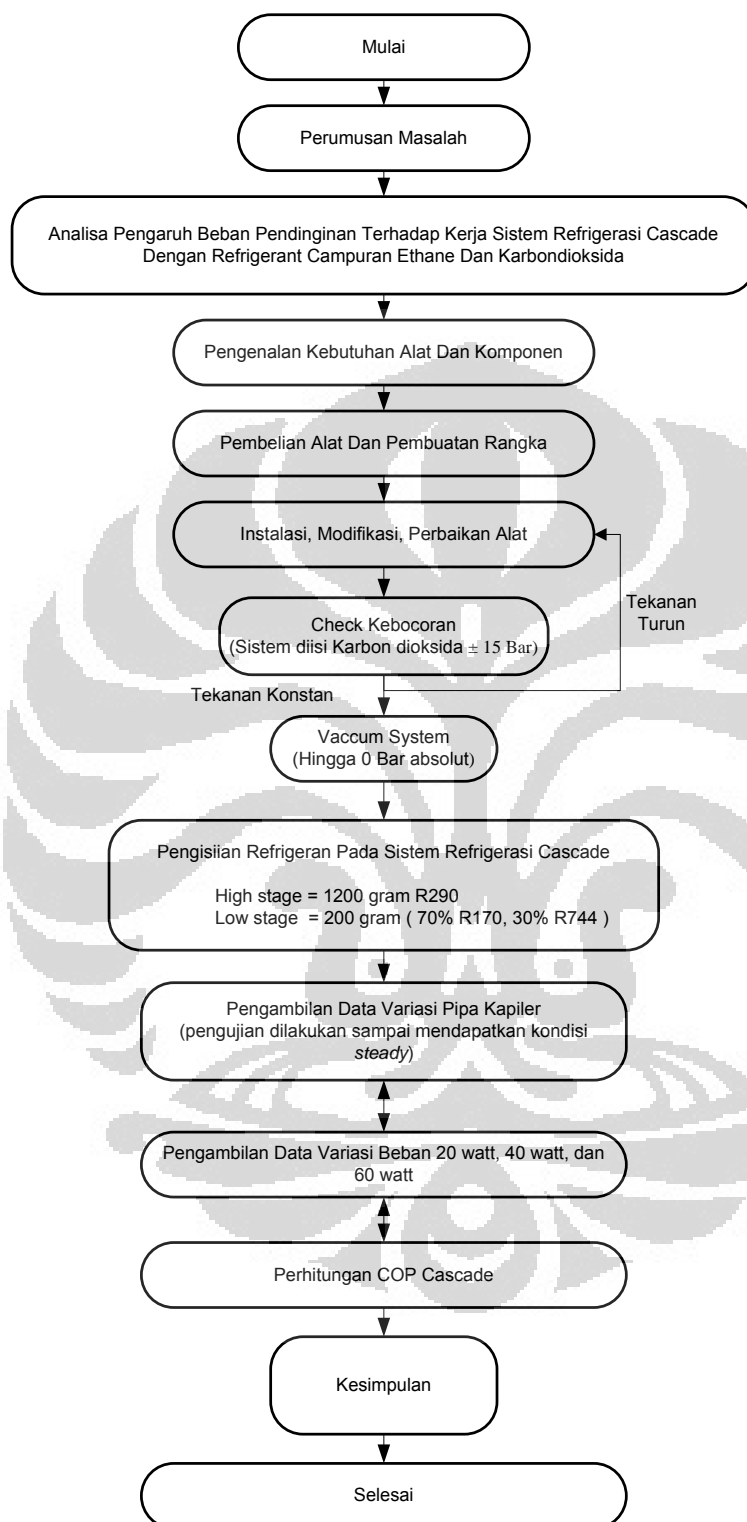 Mulai
Perumusan Masalah
Analisa Pengaruh Beban Pendinginan Terhadap Kerja Sistem Refrigerasi Cascade
Dengan Refrigerant Campuran Ethane Dan Karbondioksida
Pengenalan Kebutuhan Alat Dan Komponen
Pembelian Alat Dan Pembuatan Rangka
Instalasi, Modifikasi, Perbaikan Alat
Check Kebocoran
(Sistem diisi Karbon dioksida ± 15 Bar)
Tekanan
Turun
Tekanan Konstan
Vaccum System
(Hingga 0 Bar absolut)
Pengisiian Refrigeran Pada Sistem Refrigerasi Cascade
High stage = 1200 gram R290
Low stage = 200 gram ( 70% R170, 30% R744 )
Pengambilan Data Variasi Pipa Kapiler
(pengujian dilakukan sampai mendapatkan kondisi
steady)
Pengambilan Data Variasi Beban 20 watt, 40 watt, dan
60 watt
Perhitungan COP Cascade
Kesimpulan
Selesai